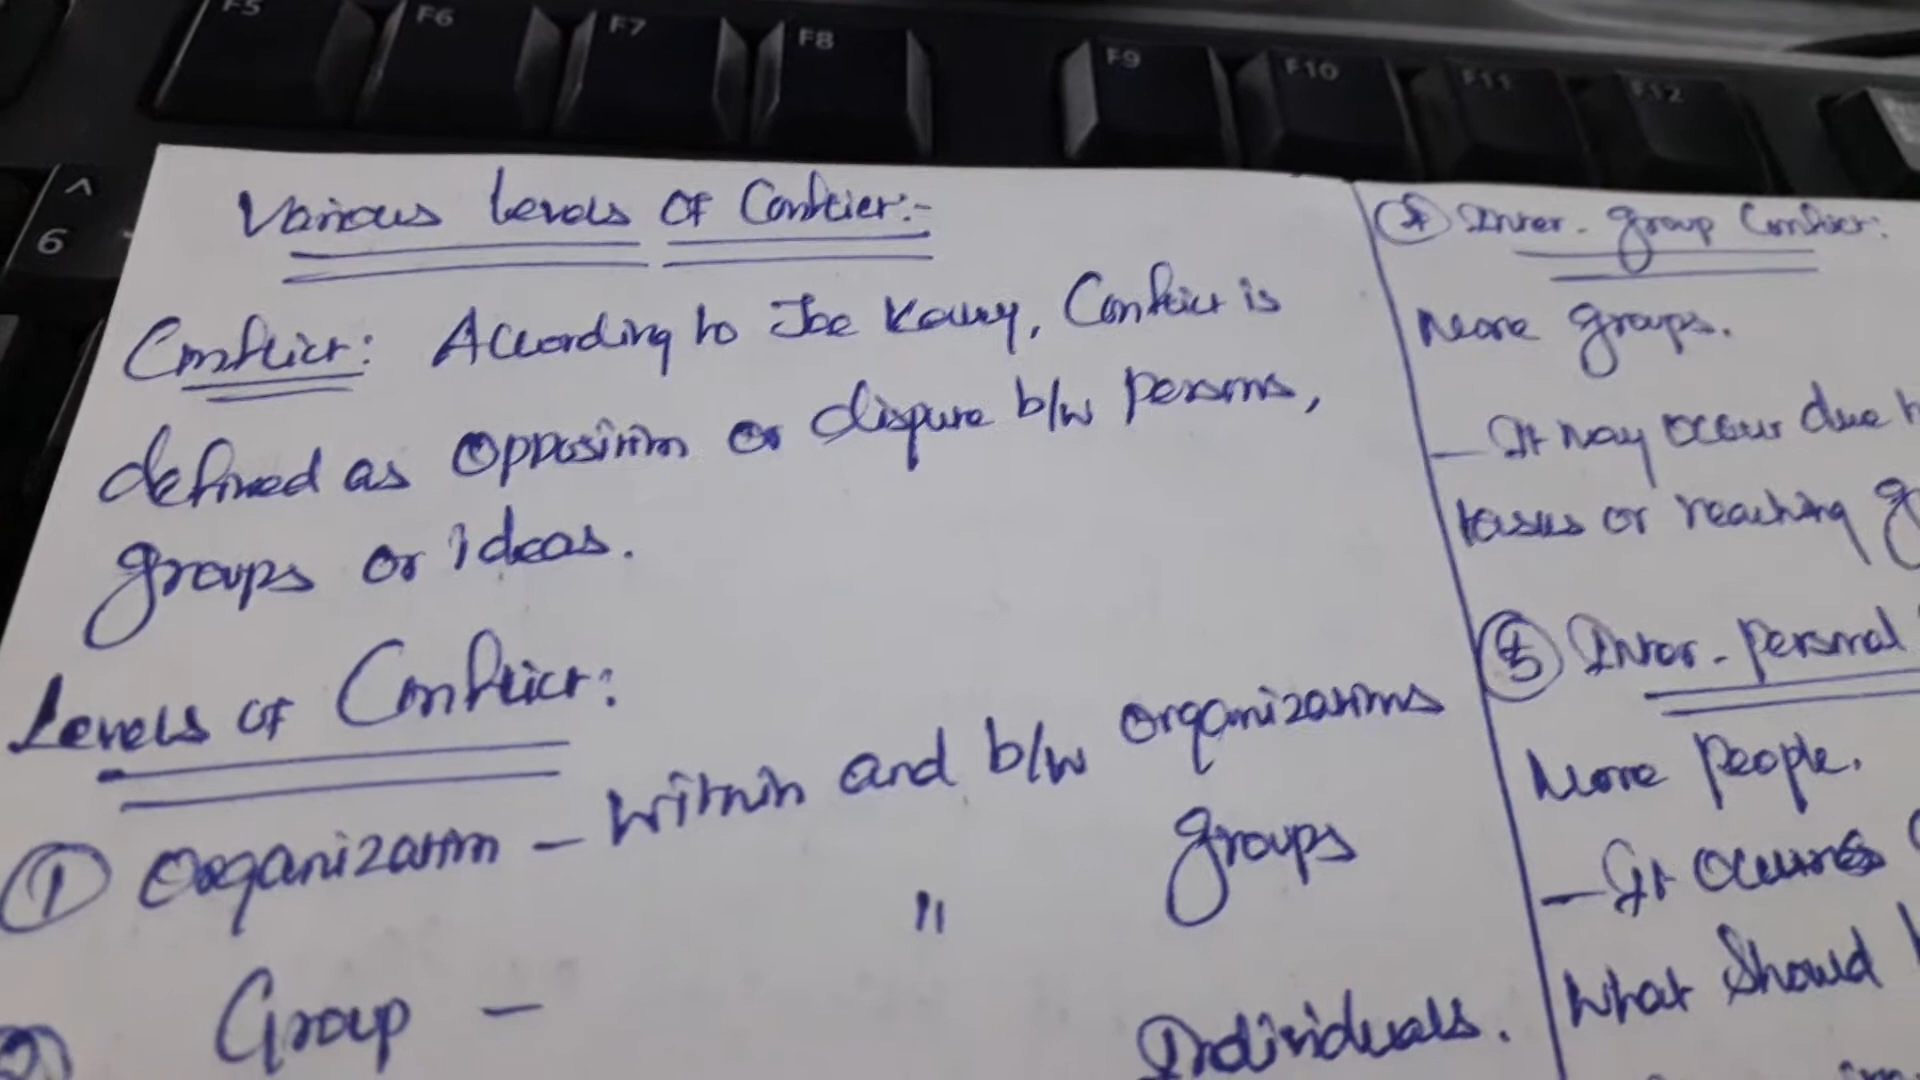 F5 F6 F7 F8 F9 F10 F11 F12
^
6
Various Levels of Conflict:-
Conflict: According to Joe Kelly, Conflict is
defined as opposition or dispute b/w persons,
groups or ideas.
Levels of Conflict:
① Organization - Within and b/w organizations
② Group - " groups
Individuals.
④ Inter-group Conflict:
More groups.
- It may occur due
tasks or reaching
⑤ Inter-personal
More people.
- It occurs
What Should